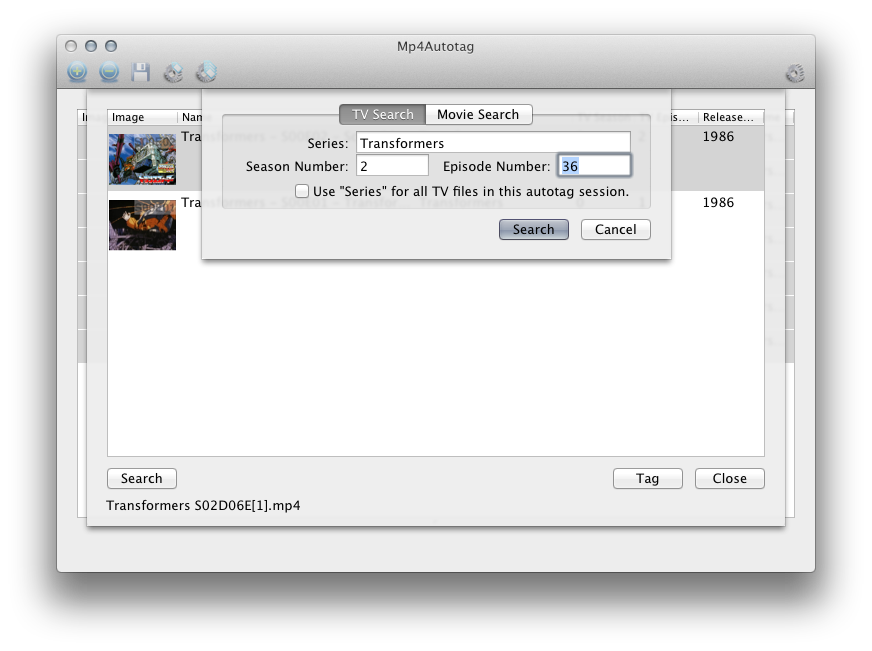 Mp4Autotag
TV Search Movie Search
Image Name Release...
Series: Transformers
Tra 1986
Season Number: 2 Episode Number: 36
Use "Series" for all TV files in this autotag session.
Tra 1986
Search Cancel
Search Tag Close
Transformers S02D06E[1].mp4